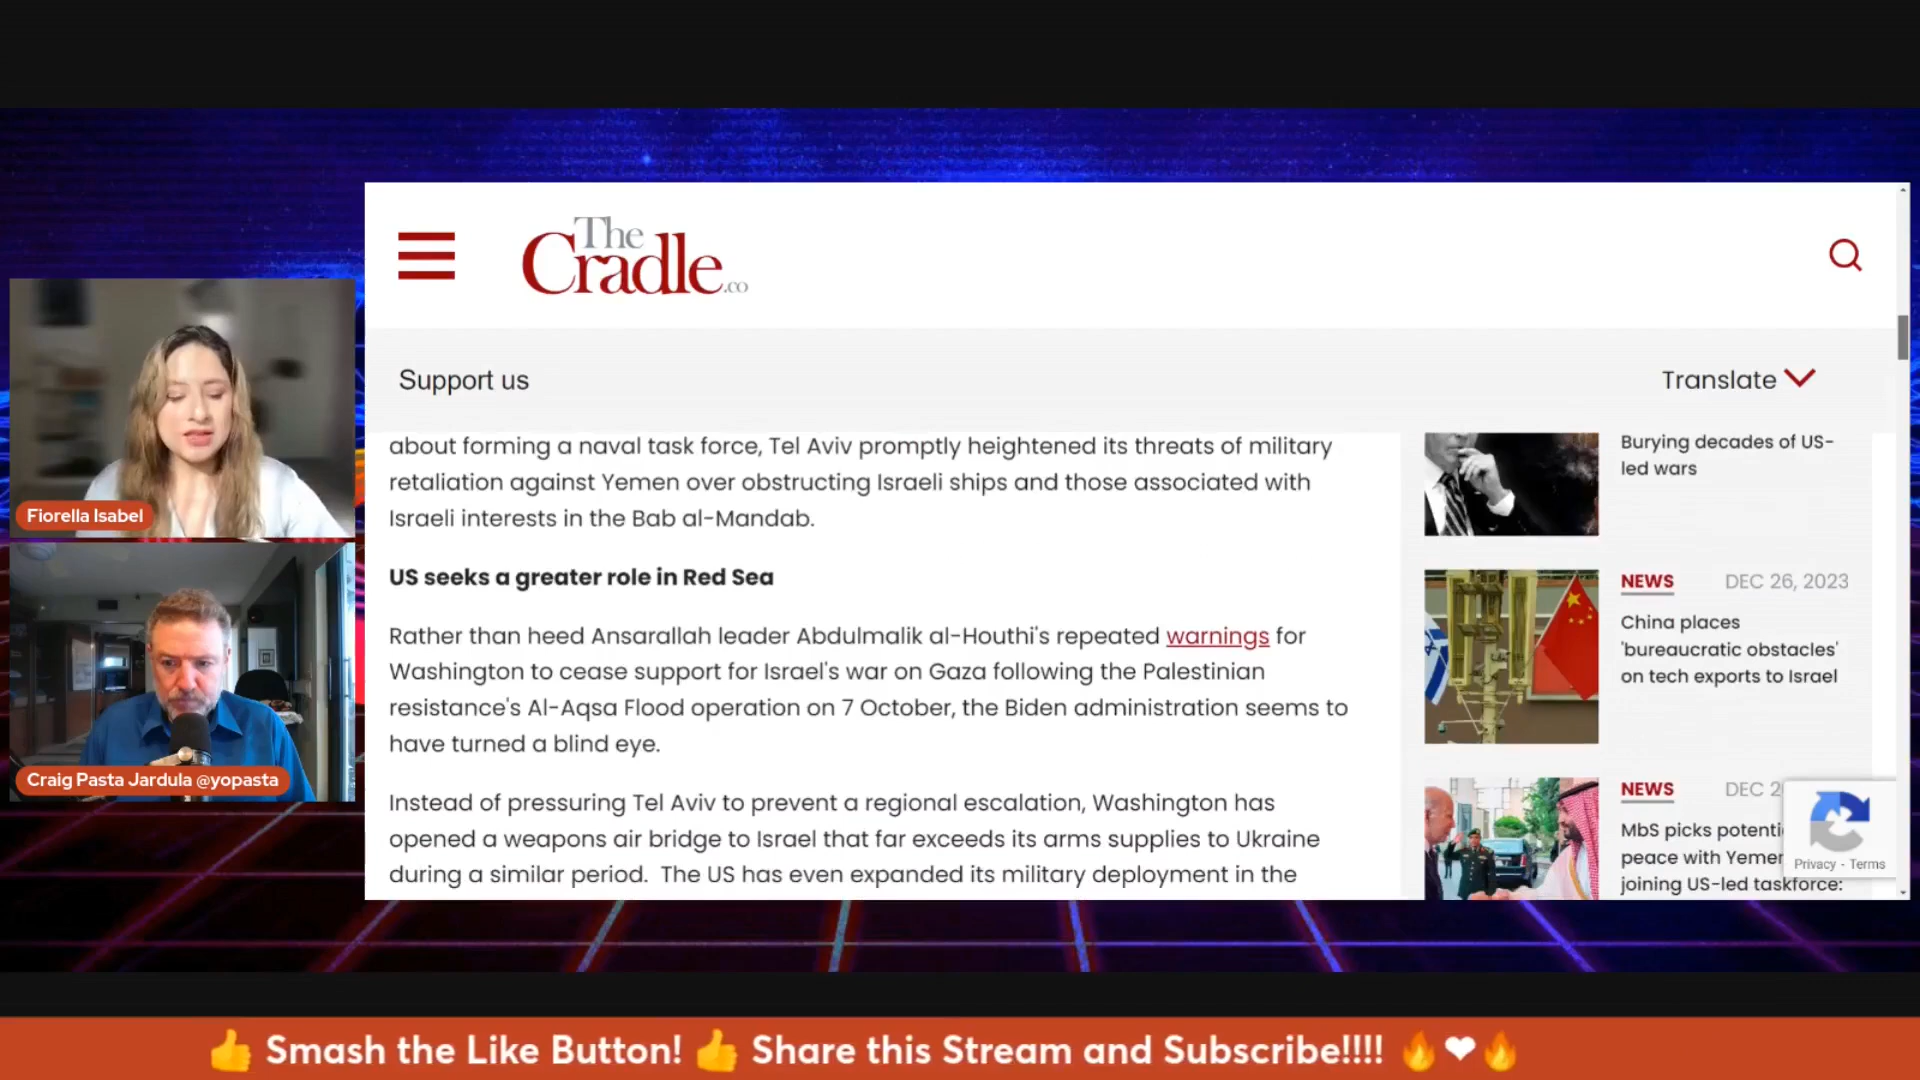 The
Cradle.co
Support us
Translate
about forming a naval task force, Tel Aviv promptly heightened its threats of military
retaliation against Yemen over obstructing Israeli ships and those associated with
Israeli interests in the Bab al-Mandab.
US seeks a greater role in Red Sea
Rather than heed Ansarallah leader Abdulmalik al-Houthi's repeated warnings for
Washington to cease support for Israel's war on Gaza following the Palestinian
resistance's Al-Aqsa Flood operation on 7 October, the Biden administration seems to
have turned a blind eye.
Instead of pressuring Tel Aviv to prevent a regional escalation, Washington has
opened a weapons air bridge to Israel that far exceeds its arms supplies to Ukraine
during a similar period. The US has even expanded its military deployment in the
Burying decades of US-
led wars
NEWS DEC 26, 2023
China places
'bureaucratic obstacles'
on tech exports to Israel
NEWS DEC 2
MbS picks potenti
peace with Yemen
joining US-led taskforce:
Privacy - Terms
Fiorella Isabel
Craig Pasta Jardula @yopasta
👍 Smash the Like Button! 👍 Share this Stream and Subscribe!!!! 🔥❤🔥